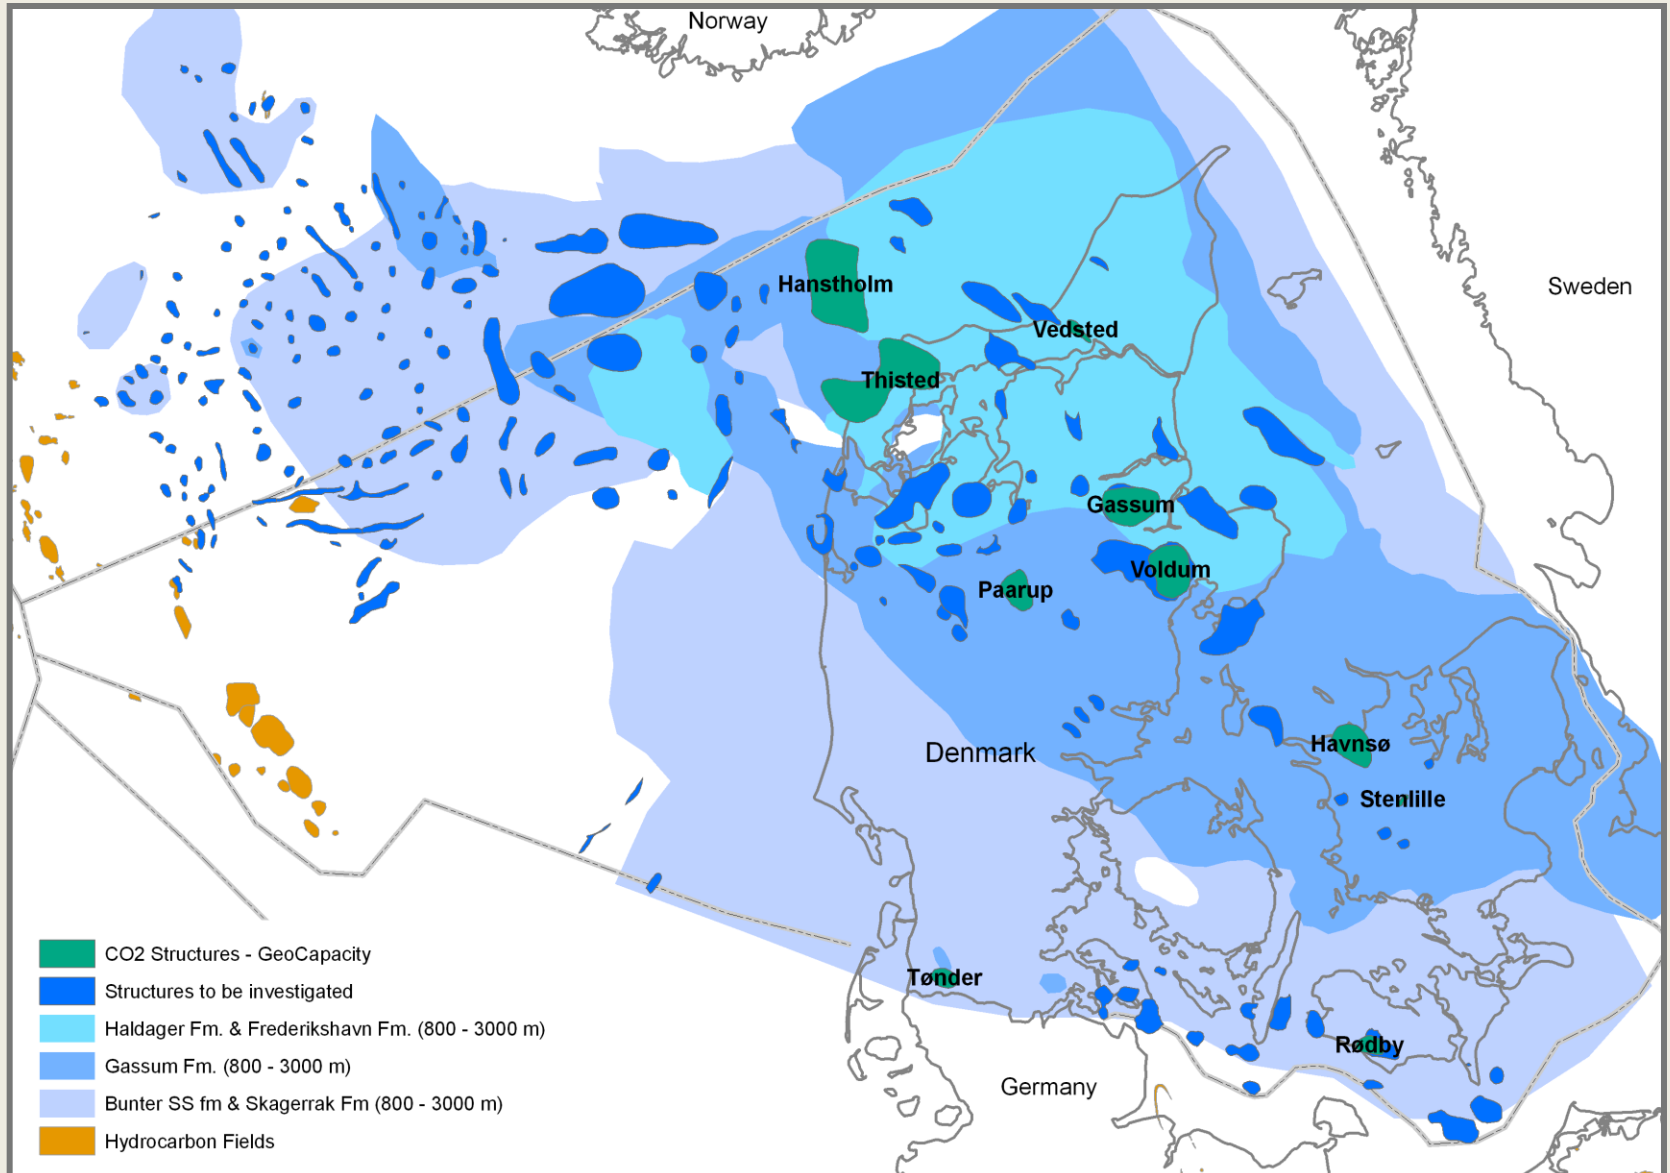 Norway
Sweden
Hanstholm
Vedsted
Thisted
Gassum
Voldum
Paarup
Havnsø
Denmark
Stenlille
Tønder
Rødby
Germany
CO2 Structures - GeoCapacity
Structures to be investigated
Haldager Fm. & Frederikshavn Fm. (800 - 3000 m)
Gassum Fm. (800 - 3000 m)
Bunter SS fm & Skagerrak Fm (800 - 3000 m)
Hydrocarbon Fields